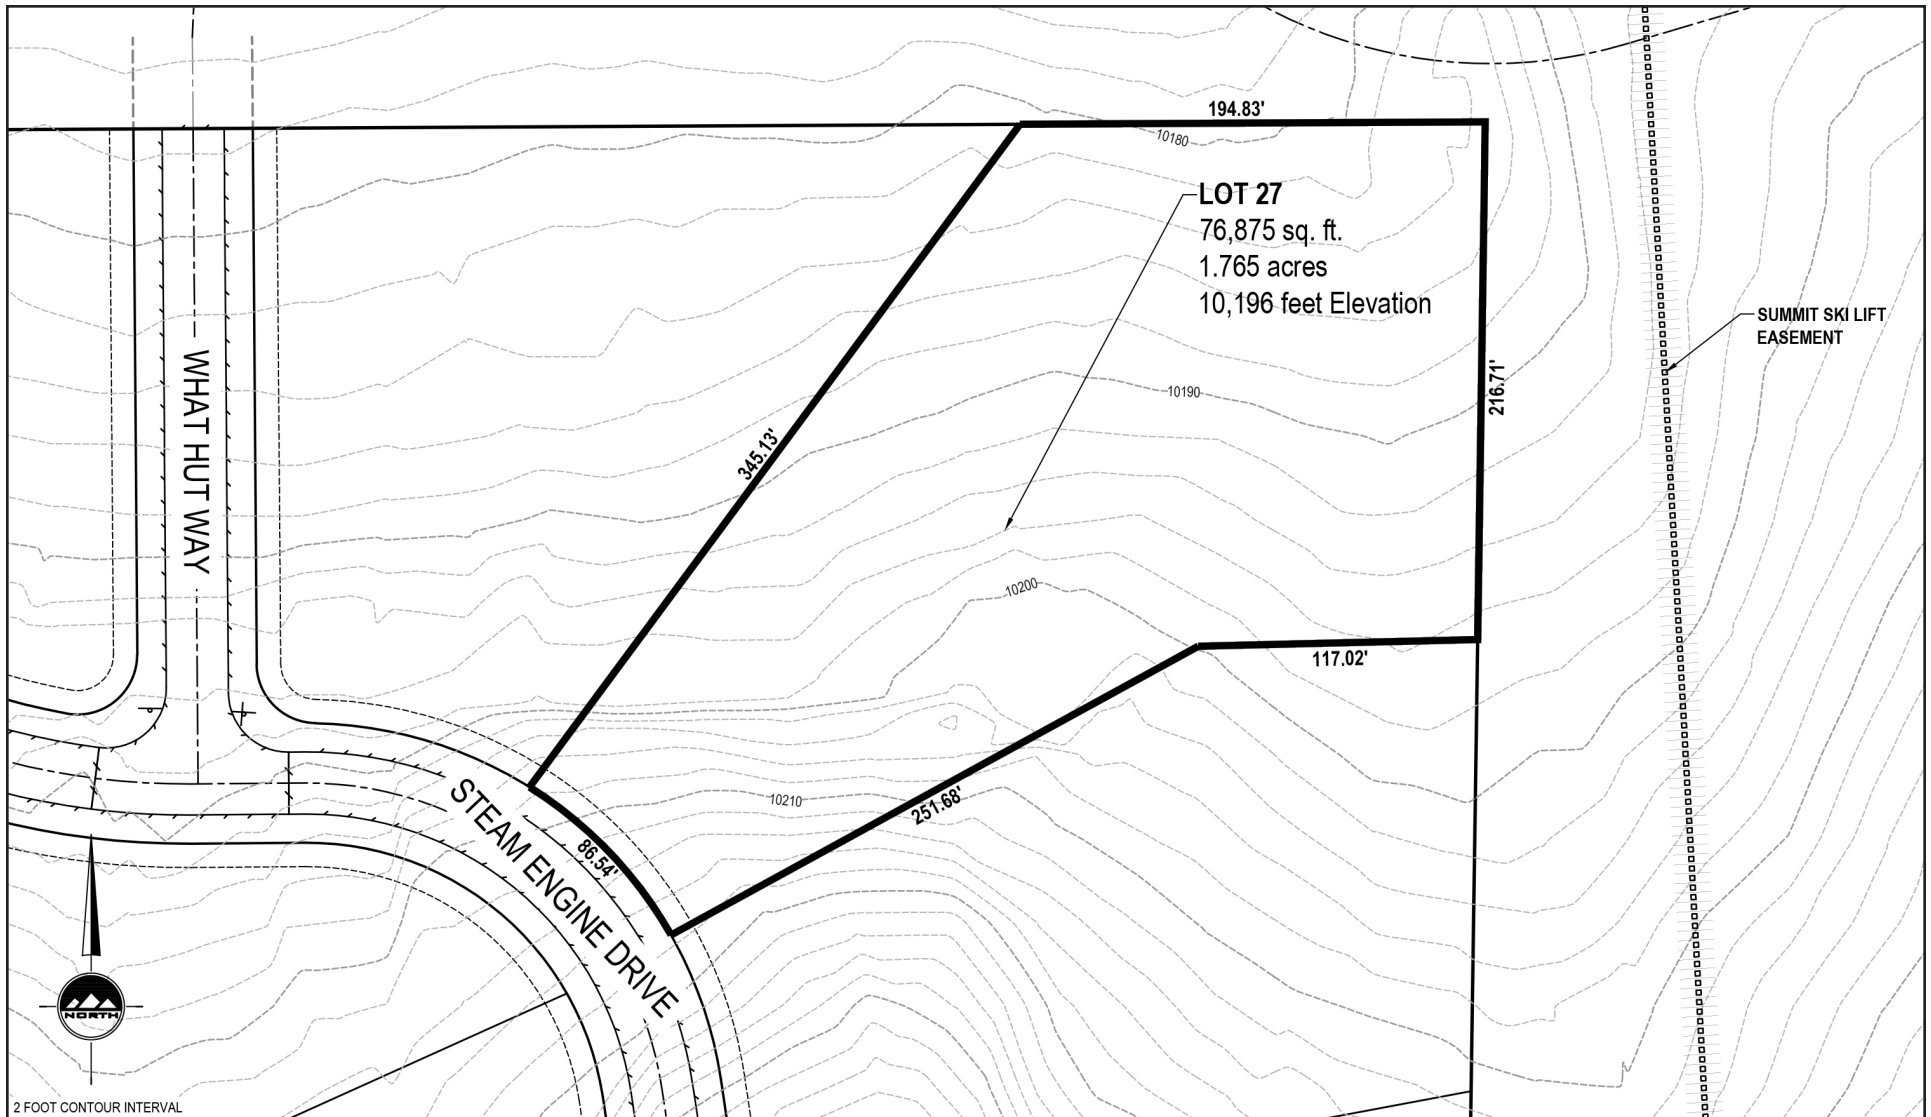 194.83'
10180
LOT 27
76,875 sq. ft.
1.765 acres
10,196 feet Elevation
SUMMIT SKI LIFT
EASEMENT
WHAT HUT WAY
10190
216.71'
345.13'
10200
117.02'
10210
251.68'
86.54'
STEAM ENGINE DRIVE
NORTH
2 FOOT CONTOUR INTERVAL